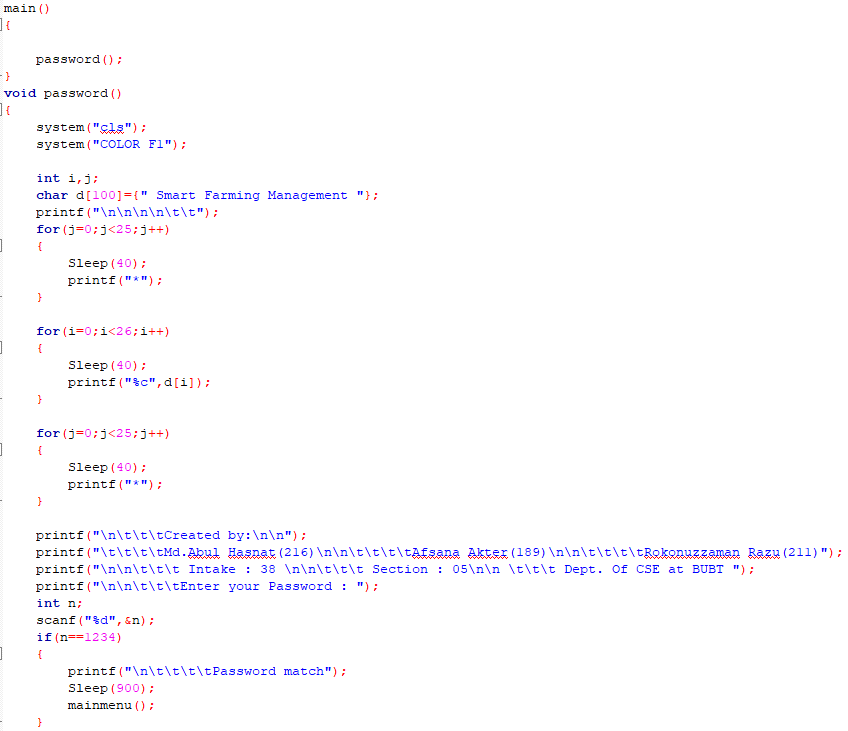 main()
{
password();
}
void password()
{
system("cls");
system("COLOR F1");
int i,j;
char d[100]={" Smart Farming Management "};
printf("\n\n\n\n\t\t");
for(j=0;j<25;j++)
{
Sleep(40);
printf("*");
}
for(i=0;i<26;i++)
{
Sleep(40);
printf("%c",d[i]);
}
for(j=0;j<25;j++)
{
Sleep(40);
printf("*");
}
printf("\n\t\t\tCreated by:\n\n");
printf("\t\t\t\tMd.Abul Hasnat(216)\n\n\t\t\t\tAfsana Akter(189)\n\n\t\t\t\tRokonuzzaman Razu(211)");
printf("\n\n\t\t\t Intake : 38 \n\n\t\t\t Section : 05\n\n \t\t\t Dept. Of CSE at BUBT ");
printf("\n\n\t\t\tEnter your Password : ");
int n;
scanf("%d",&n);
if(n==1234)
{
printf("\n\t\t\t\tPassword match");
Sleep(900);
mainmenu();
}